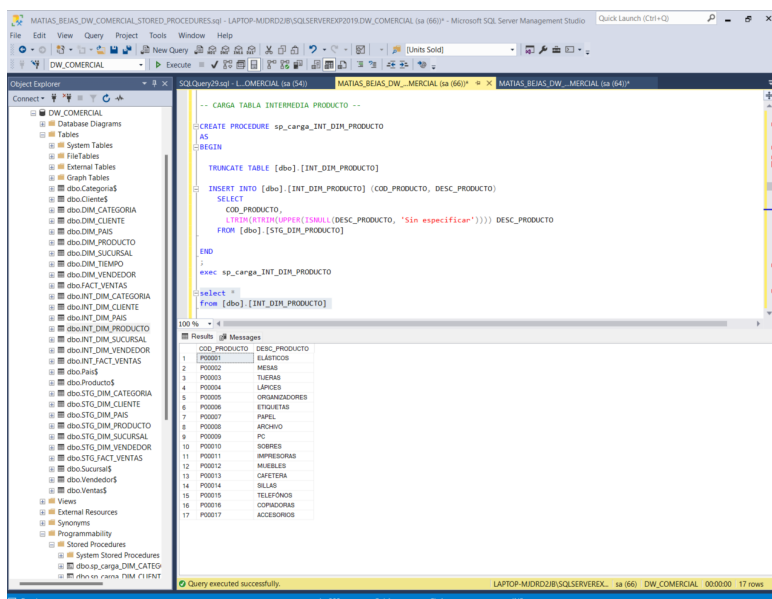 MATIAS_BEJAS_DW_COMERCIAL_STORED_PROCEDURES.sql - LAPTOP-MJDRD2JB\SQLSERVEREXP2019.DW_COMERCIAL (sa (66))* - Microsoft SQL Server Management Studio
Quick Launch (Ctrl+Q)
File Edit View Query Project Tools Window Help
New Query
[Units Sold]
DW_COMERCIAL
Execute
Object Explorer
SQLQuery29.sql - L...OMERCIAL (sa (54))
MATIAS_BEJAS_DW_...MERCIAL (sa (66))*
MATIAS_BEJAS_DW_...MERCIAL (sa (64))*
Connect
DW_COMERCIAL
Database Diagrams
Tables
System Tables
FileTables
External Tables
Graph Tables
dbo.Categoria$
dbo.Cliente$
dbo.DIM_CATEGORIA
dbo.DIM_CLIENTE
dbo.DIM_PAIS
dbo.DIM_PRODUCTO
dbo.DIM_SUCURSAL
dbo.DIM_TIEMPO
dbo.DIM_VENDEDOR
dbo.FACT_VENTAS
dbo.INT_DIM_CATEGORIA
dbo.INT_DIM_CLIENTE
dbo.INT_DIM_PAIS
dbo.INT_DIM_PRODUCTO
dbo.INT_DIM_SUCURSAL
dbo.INT_DIM_VENDEDOR
dbo.INT_FACT_VENTAS
dbo.Pais$
dbo.Producto$
dbo.STG_DIM_CATEGORIA
dbo.STG_DIM_CLIENTE
dbo.STG_DIM_PAIS
dbo.STG_DIM_PRODUCTO
dbo.STG_DIM_SUCURSAL
dbo.STG_DIM_VENDEDOR
dbo.STG_FACT_VENTAS
dbo.Sucursal$
dbo.Vendedor$
dbo.Ventas$
Views
External Resources
Synonyms
Programmability
Stored Procedures
System Stored Procedures
dbo.sp_carga_DIM_CATEG
dbo.sp_carga_DIM_CLIENT
-- CARGA TABLA INTERMEDIA PRODUCTO --
CREATE PROCEDURE sp_carga_INT_DIM_PRODUCTO
AS
BEGIN
TRUNCATE TABLE [dbo].[INT_DIM_PRODUCTO]
INSERT INTO [dbo].[INT_DIM_PRODUCTO] (COD_PRODUCTO, DESC_PRODUCTO)
SELECT
COD_PRODUCTO,
LTRIM(RTRIM(UPPER(ISNULL(DESC_PRODUCTO, 'Sin especificar')))) DESC_PRODUCTO
FROM [dbo].[STG_DIM_PRODUCTO]
END
;
exec sp_carga_INT_DIM_PRODUCTO
select *
from [dbo].[INT_DIM_PRODUCTO]
100 %
Results Messages
COD_PRODUCTO DESC_PRODUCTO
1 P00001 ELÁSTICOS
2 P00002 MESAS
3 P00003 TIJERAS
4 P00004 LÁPICES
5 P00005 ORGANIZADORES
6 P00006 ETIQUETAS
7 P00007 PAPEL
8 P00008 ARCHIVO
9 P00009 PC
10 P00010 SOBRES
11 P00011 IMPRESORAS
12 P00012 MUEBLES
13 P00013 CAFETERA
14 P00014 SILLAS
15 P00015 TELEFÓNOS
16 P00016 COPIADORAS
17 P00017 ACCESORIOS
Query executed successfully.
LAPTOP-MJDRD2JB\SQLSERVEREX... sa (66) DW_COMERCIAL 00:00:00 17 rows